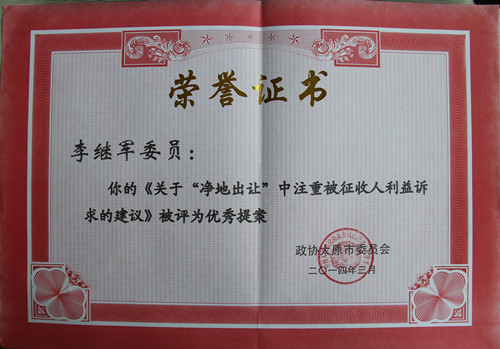 荣誉证书
李继军委员：
你的《关于“净地出让”中注重被征收人利益诉
求的建议》被评为优秀提案
政协太原市委员会
二〇一四年三月